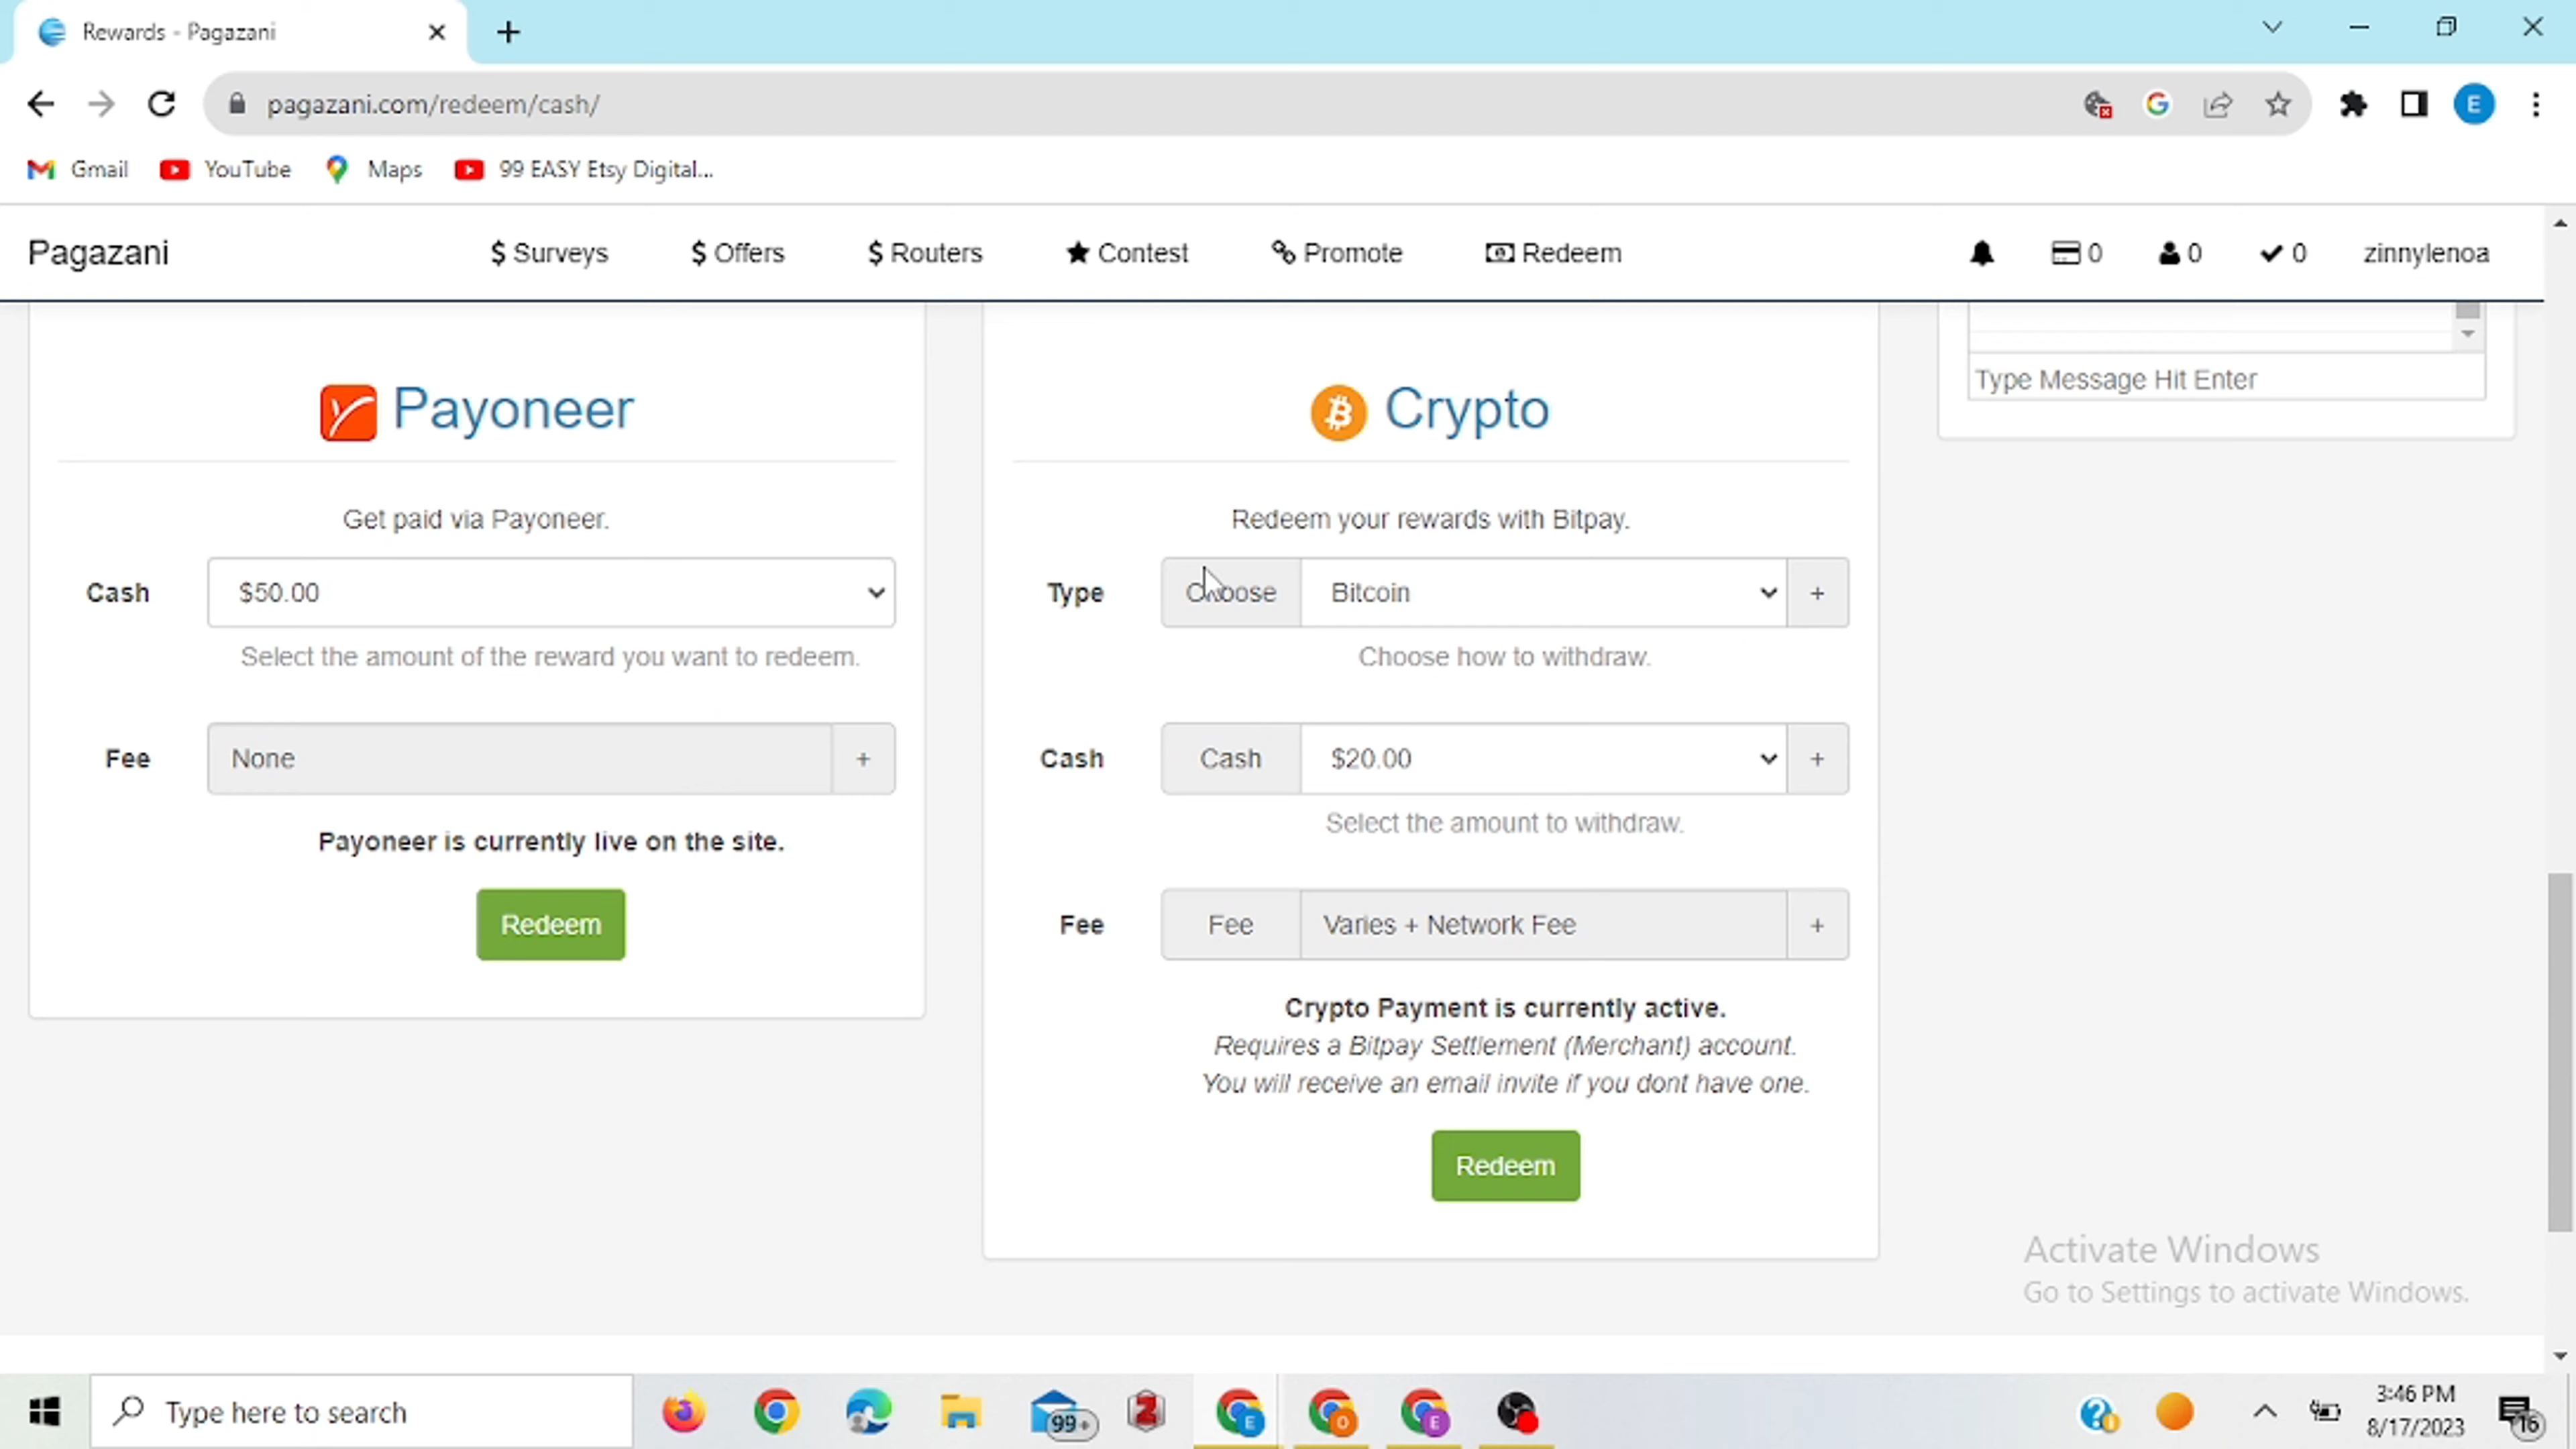 Rewards - Pagazani
pagazani.com/redeem/cash/
E
Gmail YouTube Maps 99 EASY Etsy Digital...
Pagazani $ Surveys $ Offers $ Routers Contest Promote Redeem 0 0 0 zinnylenoa
Type Message Hit Enter
Payoneer
Get paid via Payoneer.
Cash $50.00
Select the amount of the reward you want to redeem.
Fee None +
Payoneer is currently live on the site.
Redeem
Crypto
Redeem your rewards with Bitpay.
Type Choose Bitcoin +
Choose how to withdraw.
Cash Cash $20.00 +
Select the amount to withdraw.
Fee Fee Varies + Network Fee +
Crypto Payment is currently active.
Requires a Bitpay Settlement (Merchant) account.
You will receive an email invite if you dont have one.
Redeem
Activate Windows
Go to Settings to activate Windows.
Type here to search
99+
Z
E
O
E
3:46 PM
8/17/2023
16